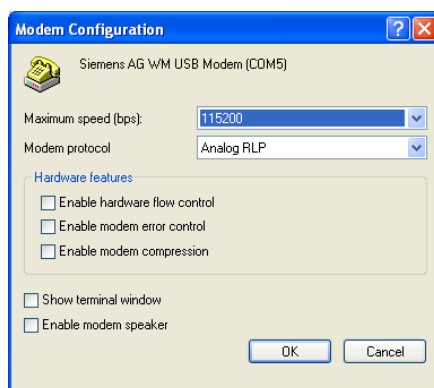 Modem Configuration
Siemens AG WM USB Modem (COM5)
Maximum speed (bps): 115200
Modem protocol Analog RLP
Hardware features
Enable hardware flow control
Enable modem error control
Enable modem compression
Show terminal window
Enable modem speaker
OK Cancel